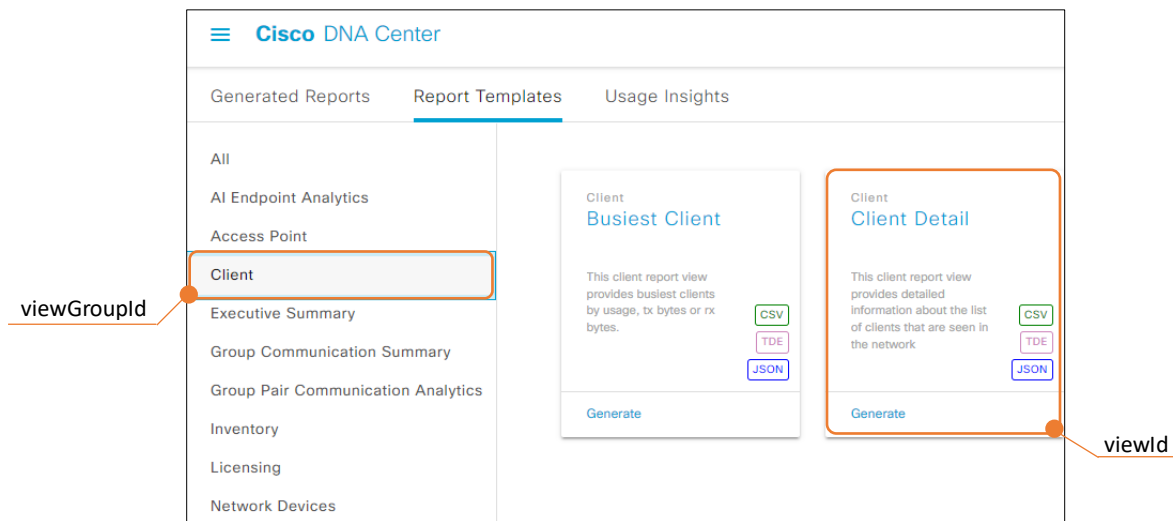 Cisco DNA Center
Generated Reports Report Templates Usage Insights
All
AI Endpoint Analytics
Access Point
Client
Executive Summary
Group Communication Summary
Group Pair Communication Analytics
Inventory
Licensing
Network Devices
viewGroupId
Client
Busiest Client
This client report view
provides busiest clients
by usage, tx bytes or rx
bytes.
CSV
TDE
JSON
Generate
Client
Client Detail
This client report view
provides detailed
information about the list
of clients that are seen in
the network
CSV
TDE
JSON
Generate
viewId